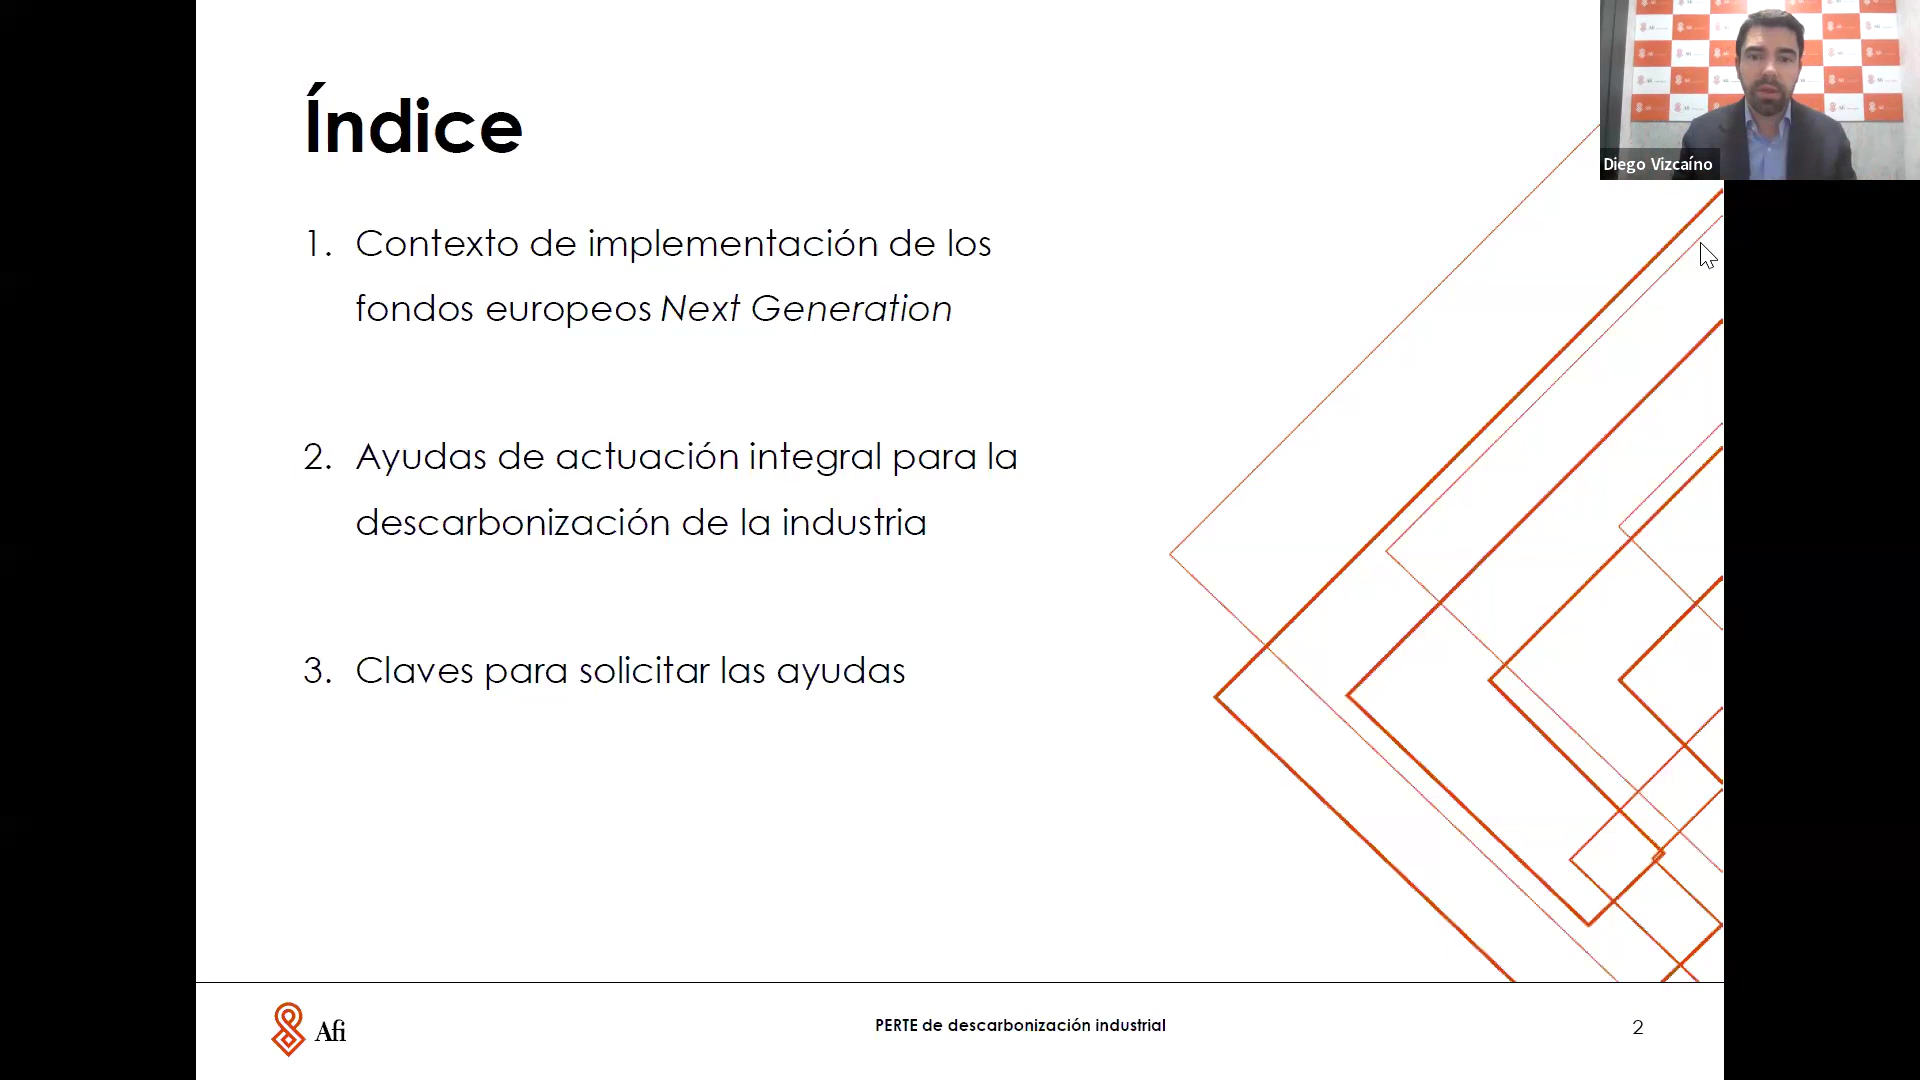 Índice
1. Contexto de implementación de los
fondos europeos Next Generation
2. Ayudas de actuación integral para la
descarbonización de la industria
3. Claves para solicitar las ayudas
Diego Vizcaíno
Afi
PERTE de descarbonización industrial
2